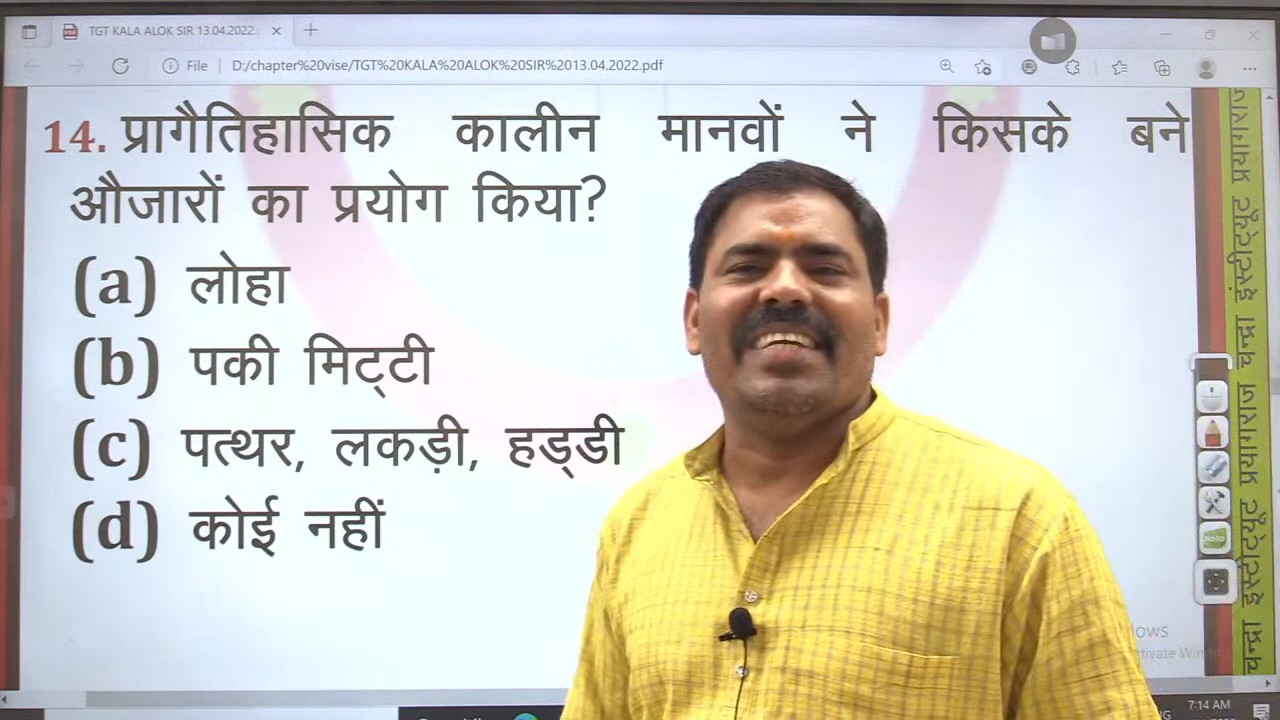 TGT KALA ALOK SIR 13.04.2022.
File
D:/chapter%20vise/TGT%20KALA%20ALOK%20SIR%2013.04.2022.pdf
14. प्रागैतिहासिक कालीन मानवों ने किसके बने
औजारों का प्रयोग किया?
(a) लोहा
(b) पकी मिट्टी
(c) पत्थर, लकड़ी, हड्डी
(d) कोई नहीं
चन्द्रा इंस्टीट्यूट प्रयागराज
चन्द्रा इंस्टीट्यूट प्रयागराज
Note
7:14 AM